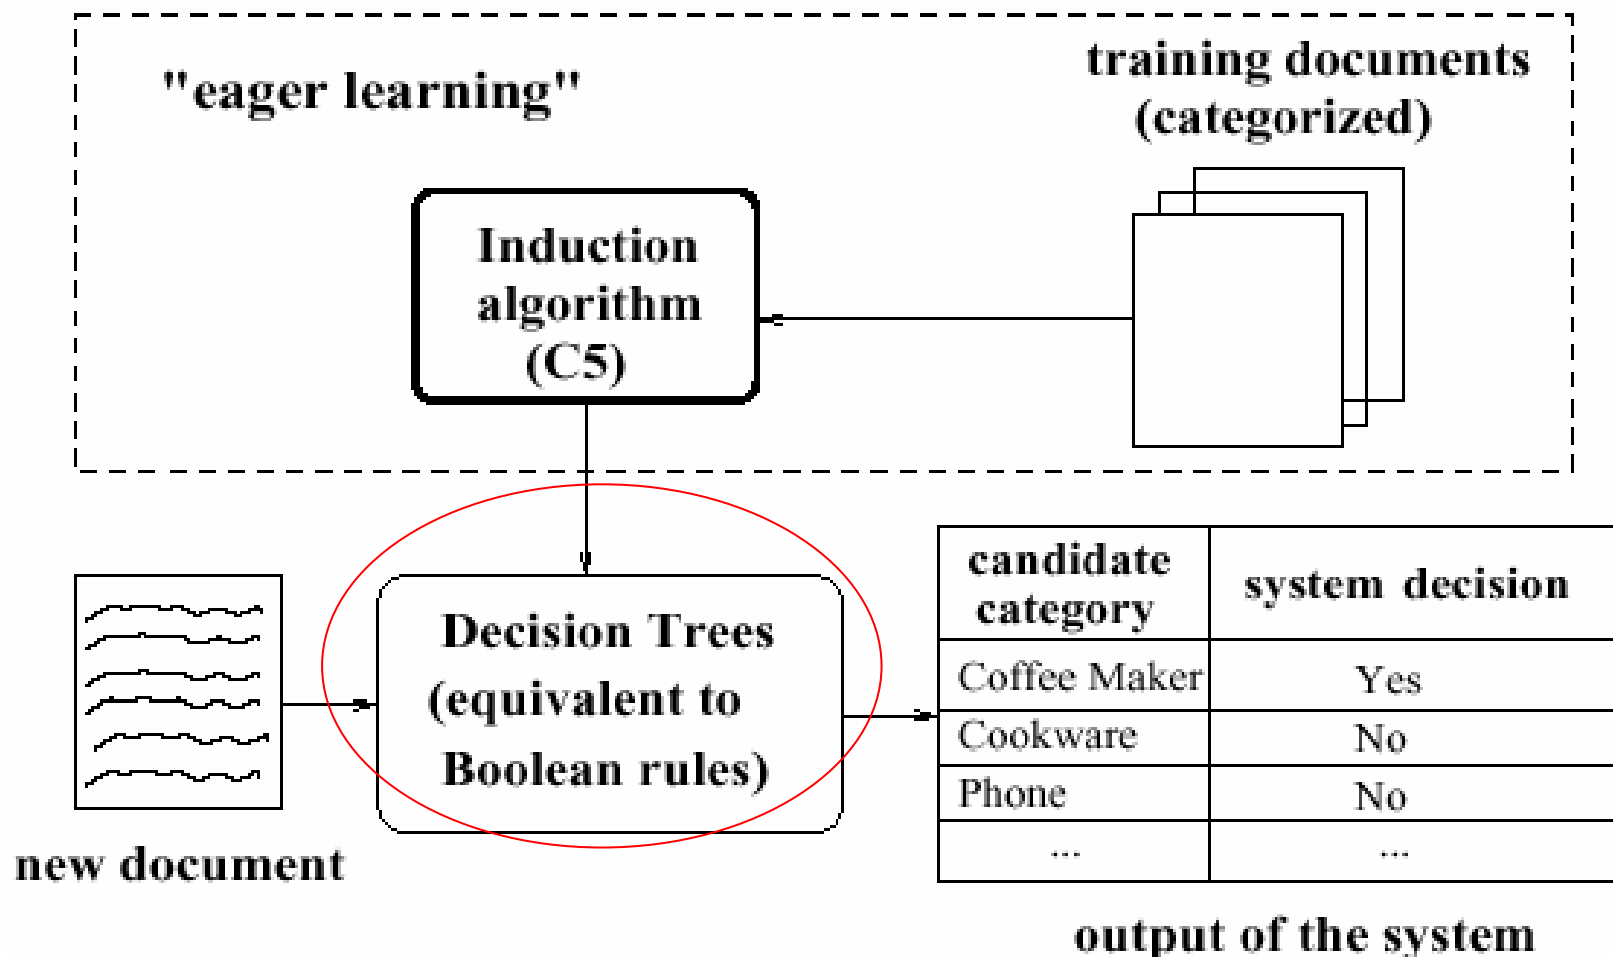 "eager learning"
training documents
(categorized)
Induction
algorithm
(C5)
Decision Trees
(equivalent to
Boolean rules)
new document
candidate
category
system decision
Coffee Maker
Yes
Cookware
No
Phone
No
...
...
output of the system